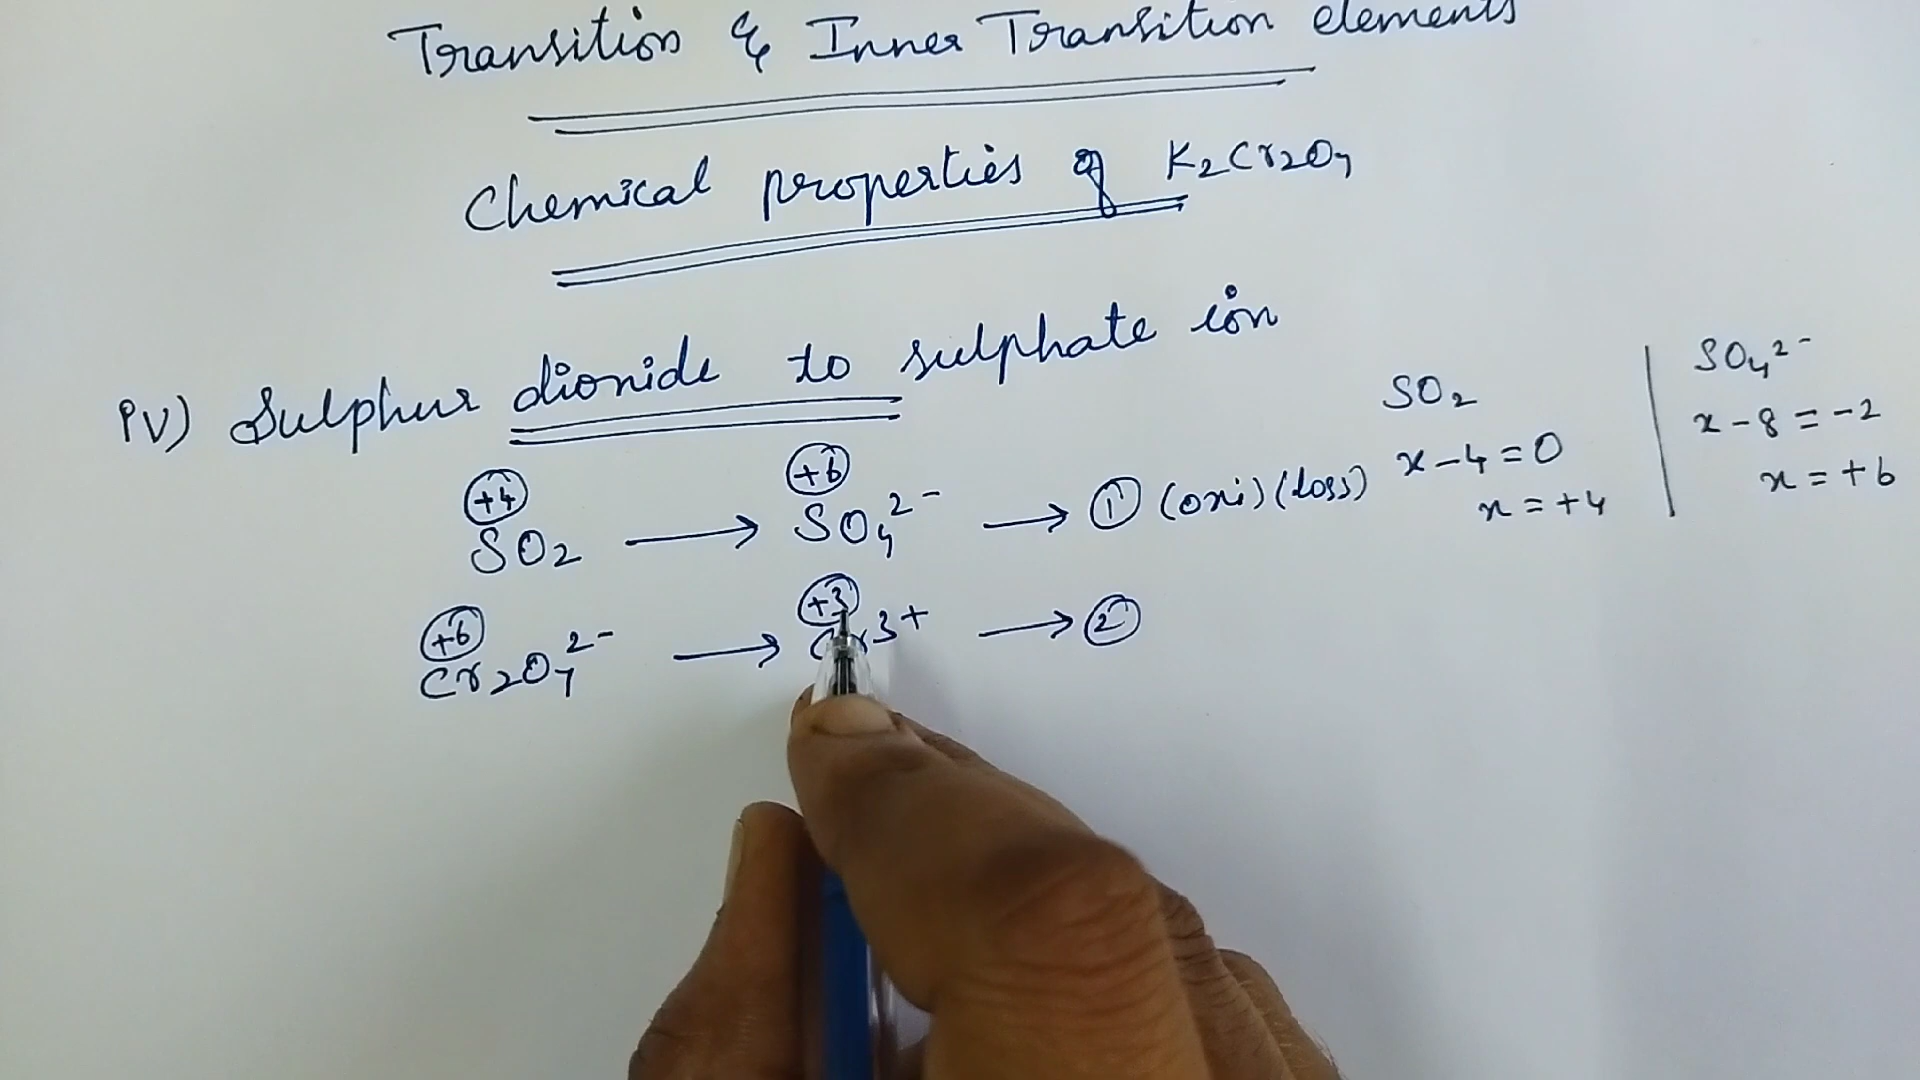 Transition & Inner Transition elements
Chemical properties of K2Cr2O7
iv) Sulphur dioxide to sulphate ion
SO2
x-4=0
x=+4
SO4 2-
x-8=-2
x=+6
+4 +6
SO2 → SO4 2- → 1 (oxi)(loss)
+6 +3
Cr2O7 2- → Cr3+ → 2